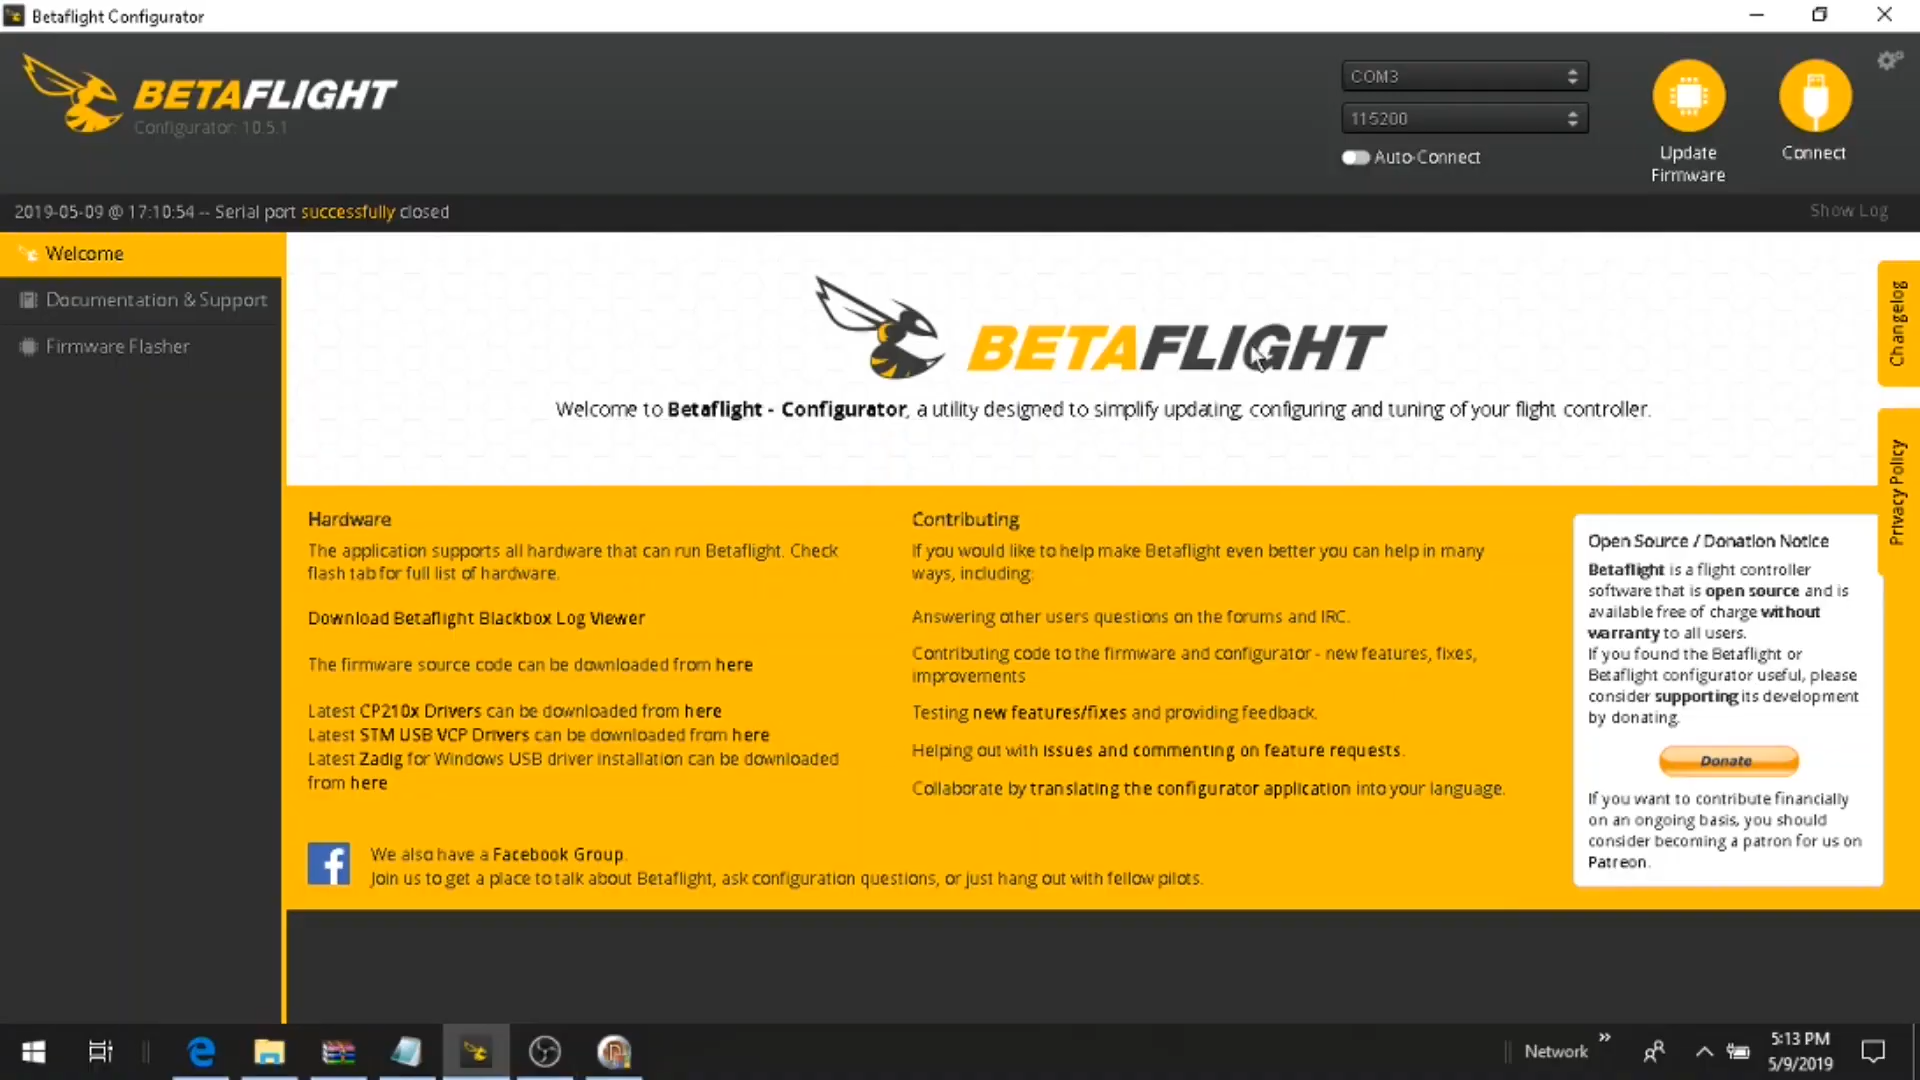 Betaflight Configurator
BETAFLIGHT
Configurator: 10.5.1
COM3
115200
Auto-Connect
Update
Firmware
Connect
2019-05-09 @ 17:10:54 -- Serial port successfully closed
Show Log
Welcome
Documentation & Support
Firmware Flasher
BETAFLIGHT
Welcome to Betaflight - Configurator, a utility designed to simplify updating, configuring and tuning of your flight controller.
Changelog
Privacy Policy
Hardware
The application supports all hardware that can run Betaflight. Check
flash tab for full list of hardware.
Download Betaflight Blackbox Log Viewer
The firmware source code can be downloaded from here
Latest CP210x Drivers can be downloaded from here
Latest STM USB VCP Drivers can be downloaded from here
Latest Zadig for Windows USB driver installation can be downloaded
from here
We also have a Facebook Group.
Join us to get a place to talk about Betaflight, ask configuration questions, or just hang out with fellow pilots.
Contributing
If you would like to help make Betaflight even better you can help in many
ways, including:
Answering other users questions on the forums and IRC.
Contributing code to the firmware and configurator - new features, fixes,
improvements
Testing new features/fixes and providing feedback.
Helping out with issues and commenting on feature requests.
Collaborate by translating the configurator application into your language.
Open Source / Donation Notice
Betaflight is a flight controller
software that is open source and is
available free of charge without
warranty to all users.
If you found the Betaflight or
Betaflight configurator useful, please
consider supporting its development
by donating.
Donate
If you want to contribute financially
on an ongoing basis, you should
consider becoming a patron for us on
Patreon.
Network
5:13 PM
5/9/2019